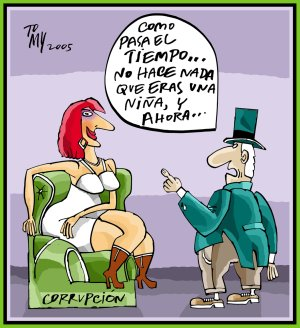 TOMY 2005
COMO
PASA EL
TIEMPO...
NO HACE NADA
QUE ERAS UNA
NIÑA, Y
AHORA...
CORRUPCION